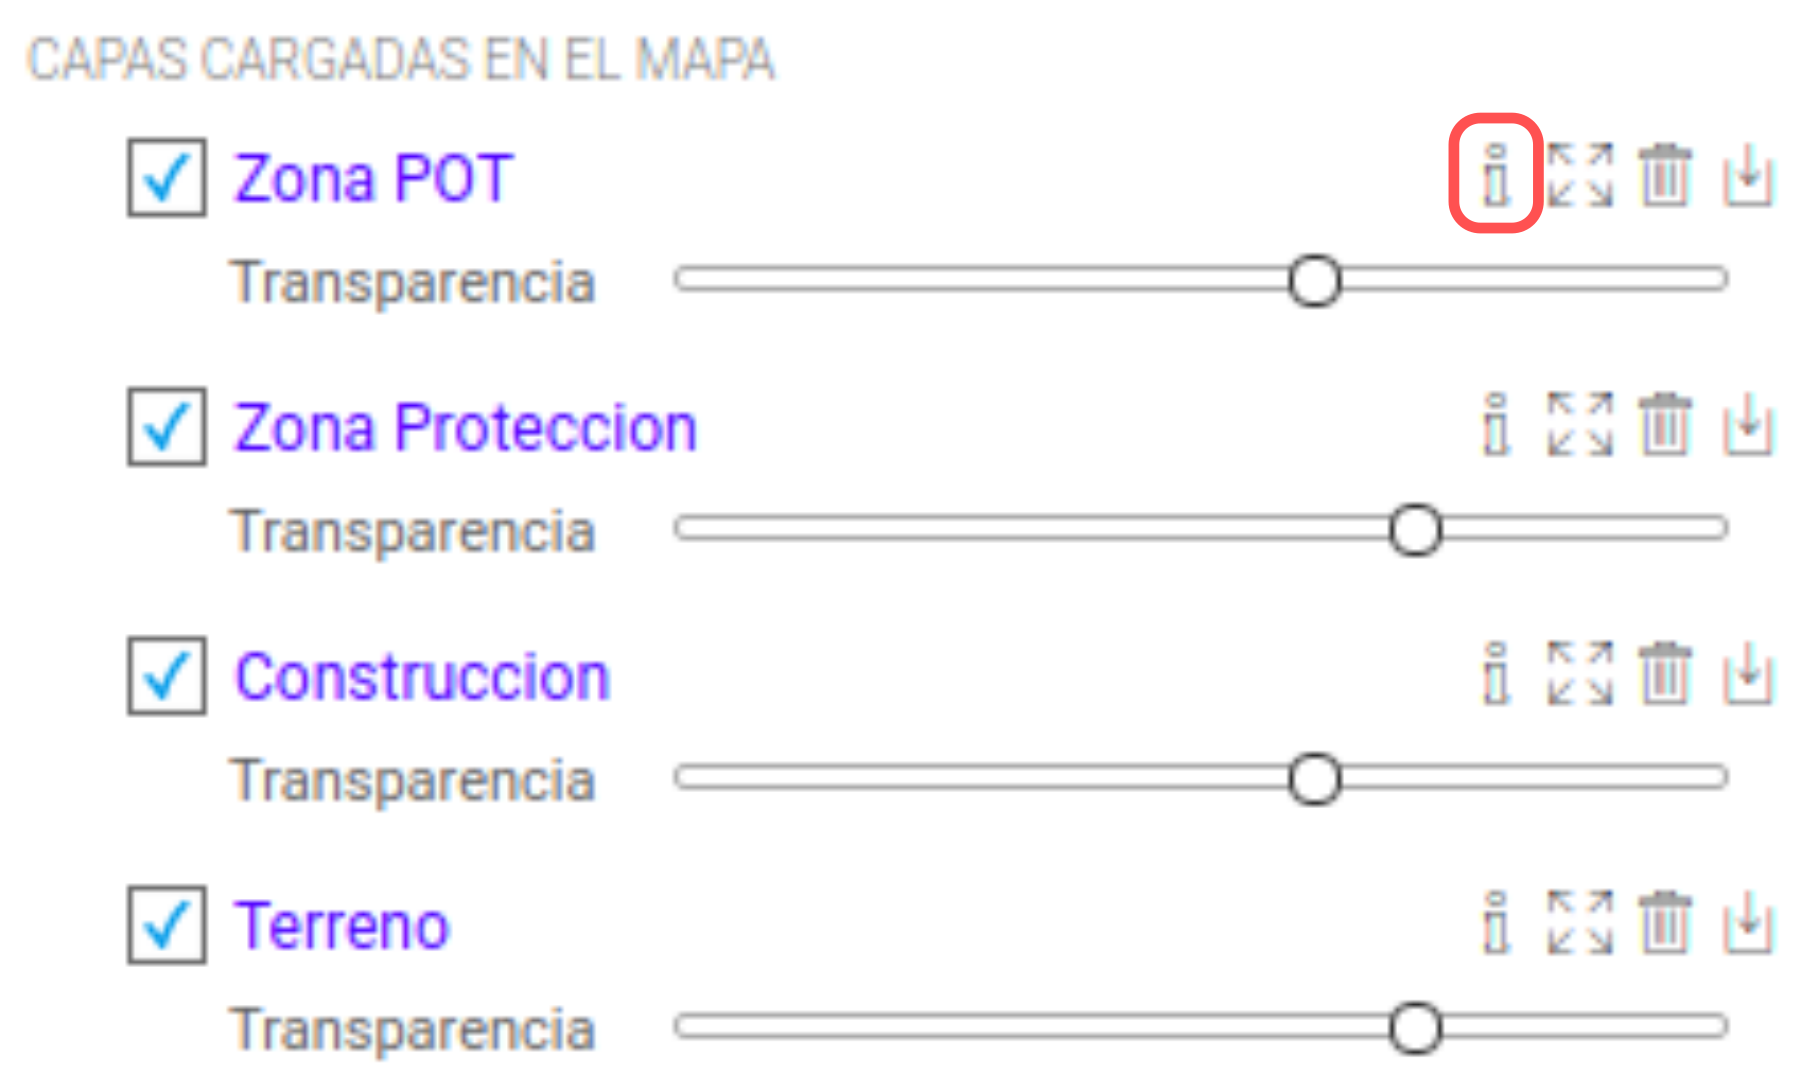 CAPAS CARGADAS EN EL MAPA
Zona POT
Transparencia
Zona Proteccion
Transparencia
Construccion
Transparencia
Terreno
Transparencia